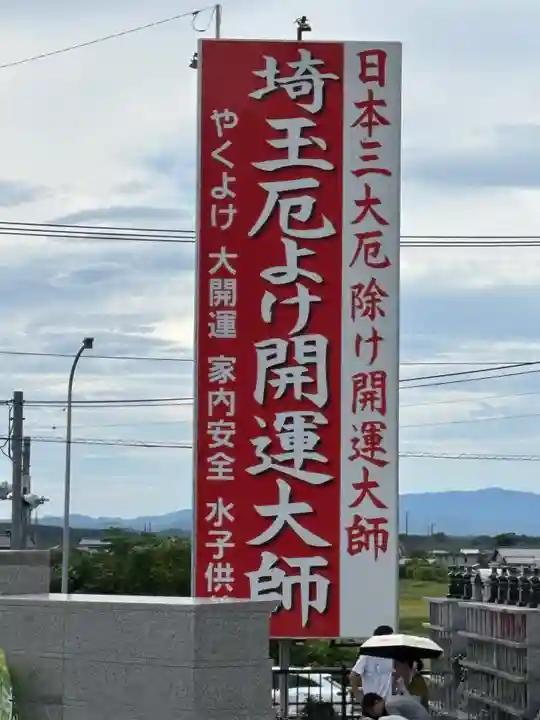 日本三大厄除け開運大師
埼玉厄よけ開運大師
やくよけ 大開運 家内安全 水子供